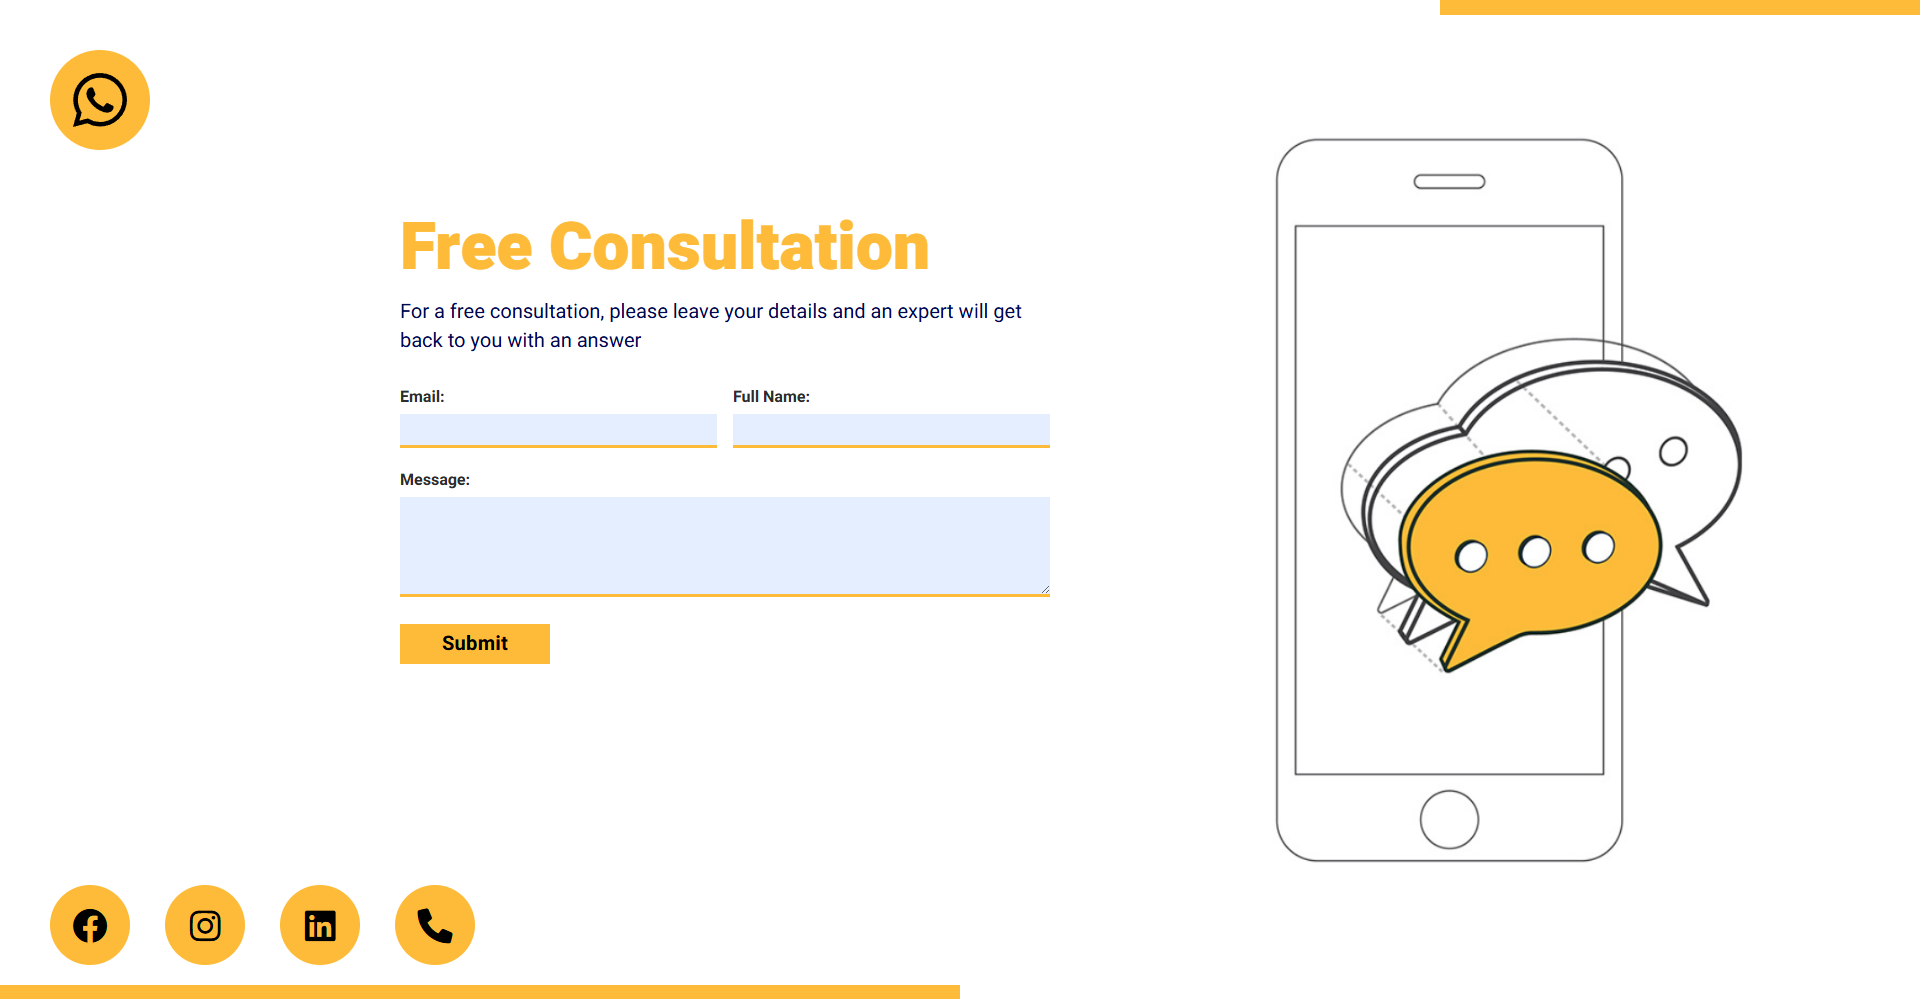 Free Consultation
For a free consultation, please leave your details and an expert will get
back to you with an answer
Email:
Full Name:
Message:
Submit